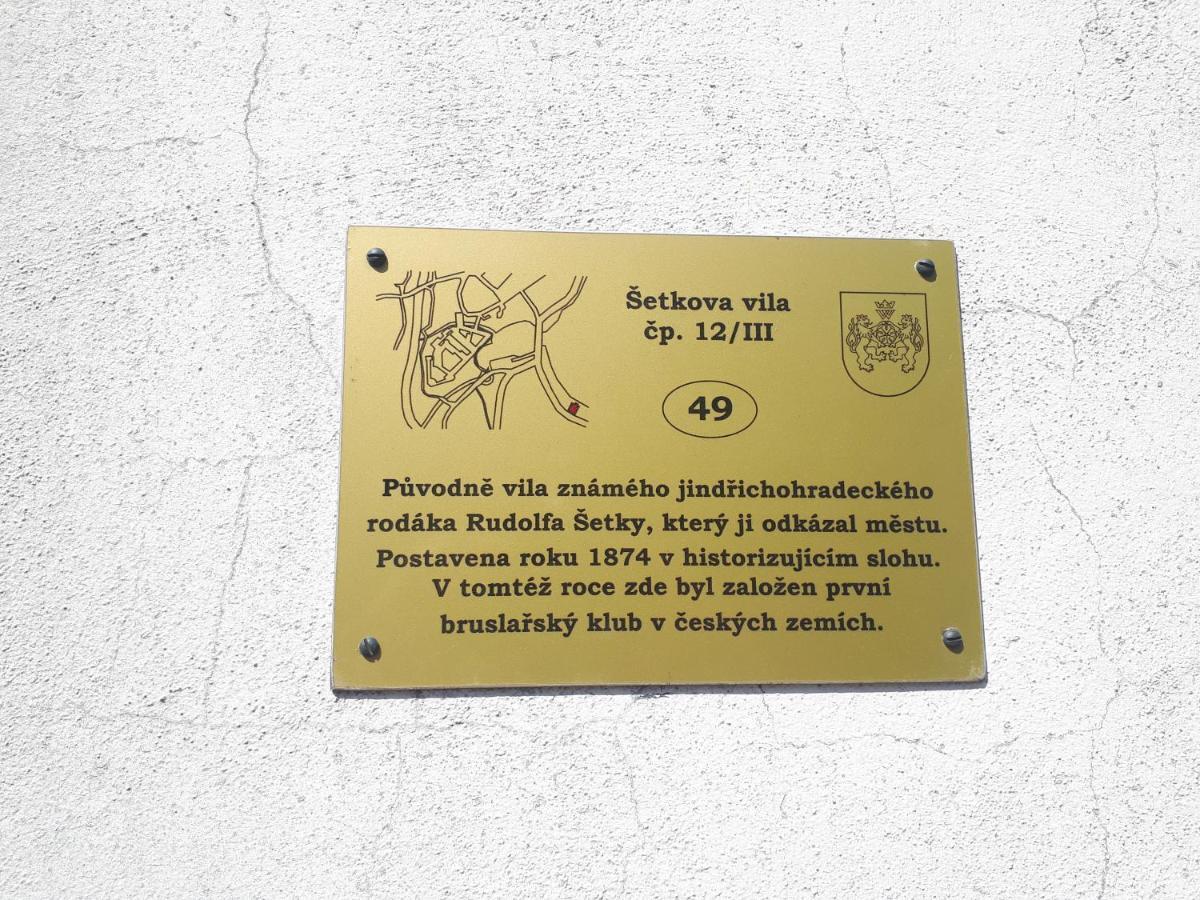 Šetkova vila
čp. 12/III
49
Původně vila známého jindřichohradeckého
rodáka Rudolfa Šetky, který ji odkázal městu.
Postavena roku 1874 v historizujícím slohu.
V tomtéž roce zde byl založen první
bruslařský klub v českých zemích.